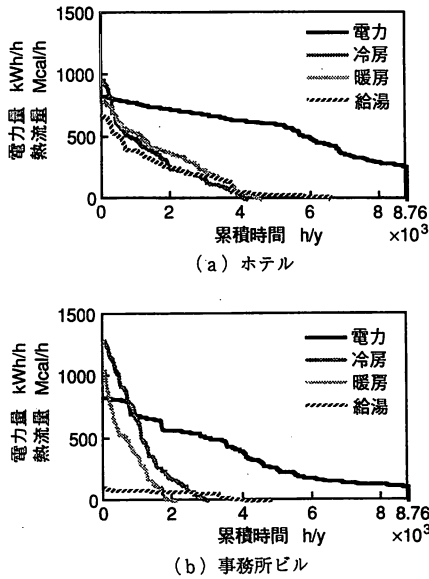 1500
1000
500
0
電力量 kWh/h
熱流量 Mcal/h
電力
冷房
暖房
給湯
0 2 4 6 8 8.76
累積時間 h/y ×10³
(a) ホテル
1500
1000
500
0
電力量 kWh/h
熱流量 Mcal/h
電力
冷房
暖房
給湯
0 2 4 6 8 8.76
累積時間 h/y ×10³
(b) 事務所ビル